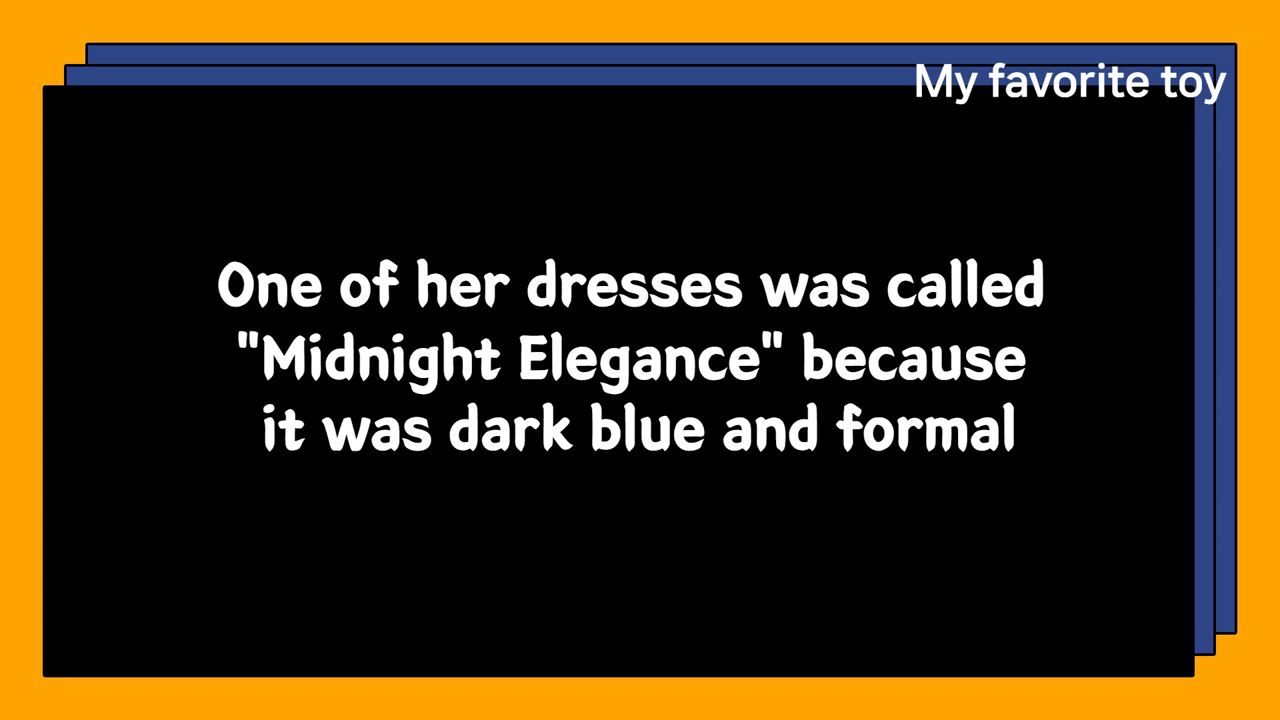 My favorite toy
One of her dresses was called
"Midnight Elegance" because
it was dark blue and formal